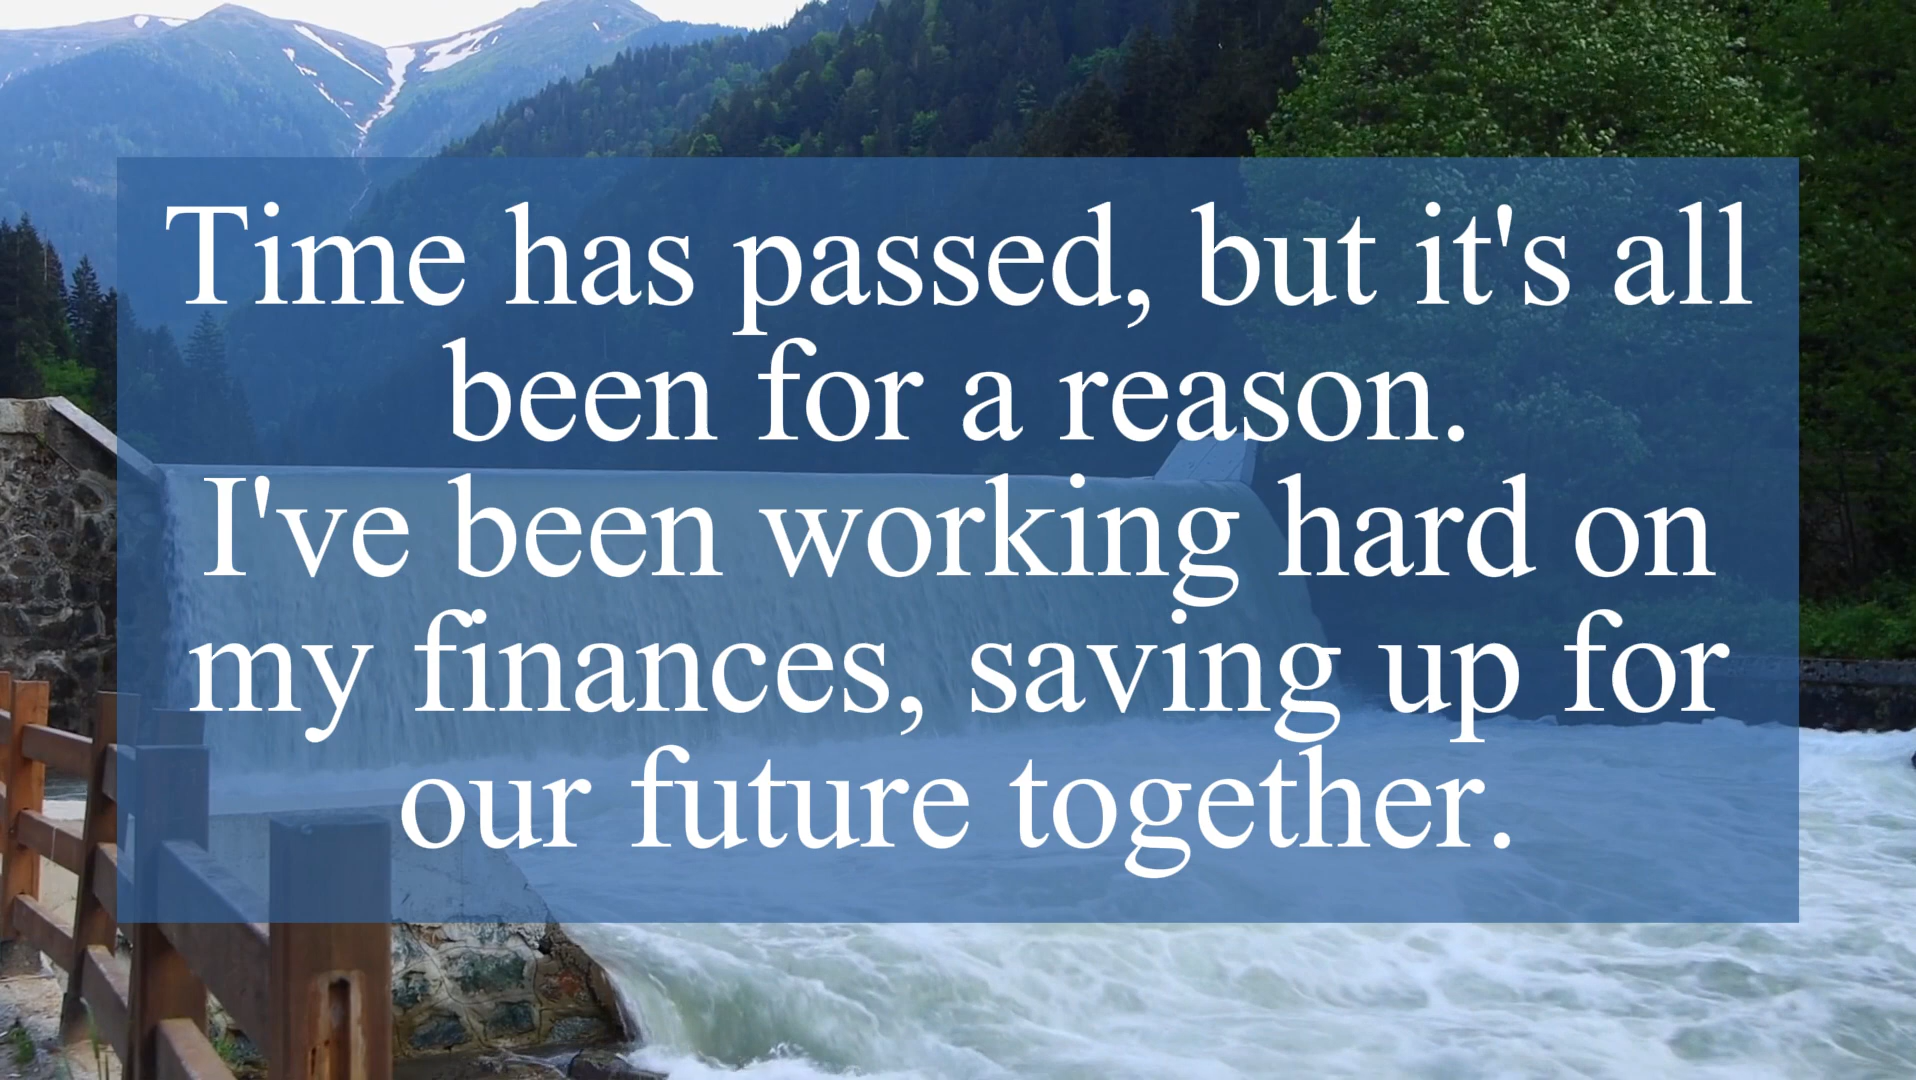 Time has passed, but it's all
been for a reason.
I've been working hard on
my finances, saving up for
our future together.